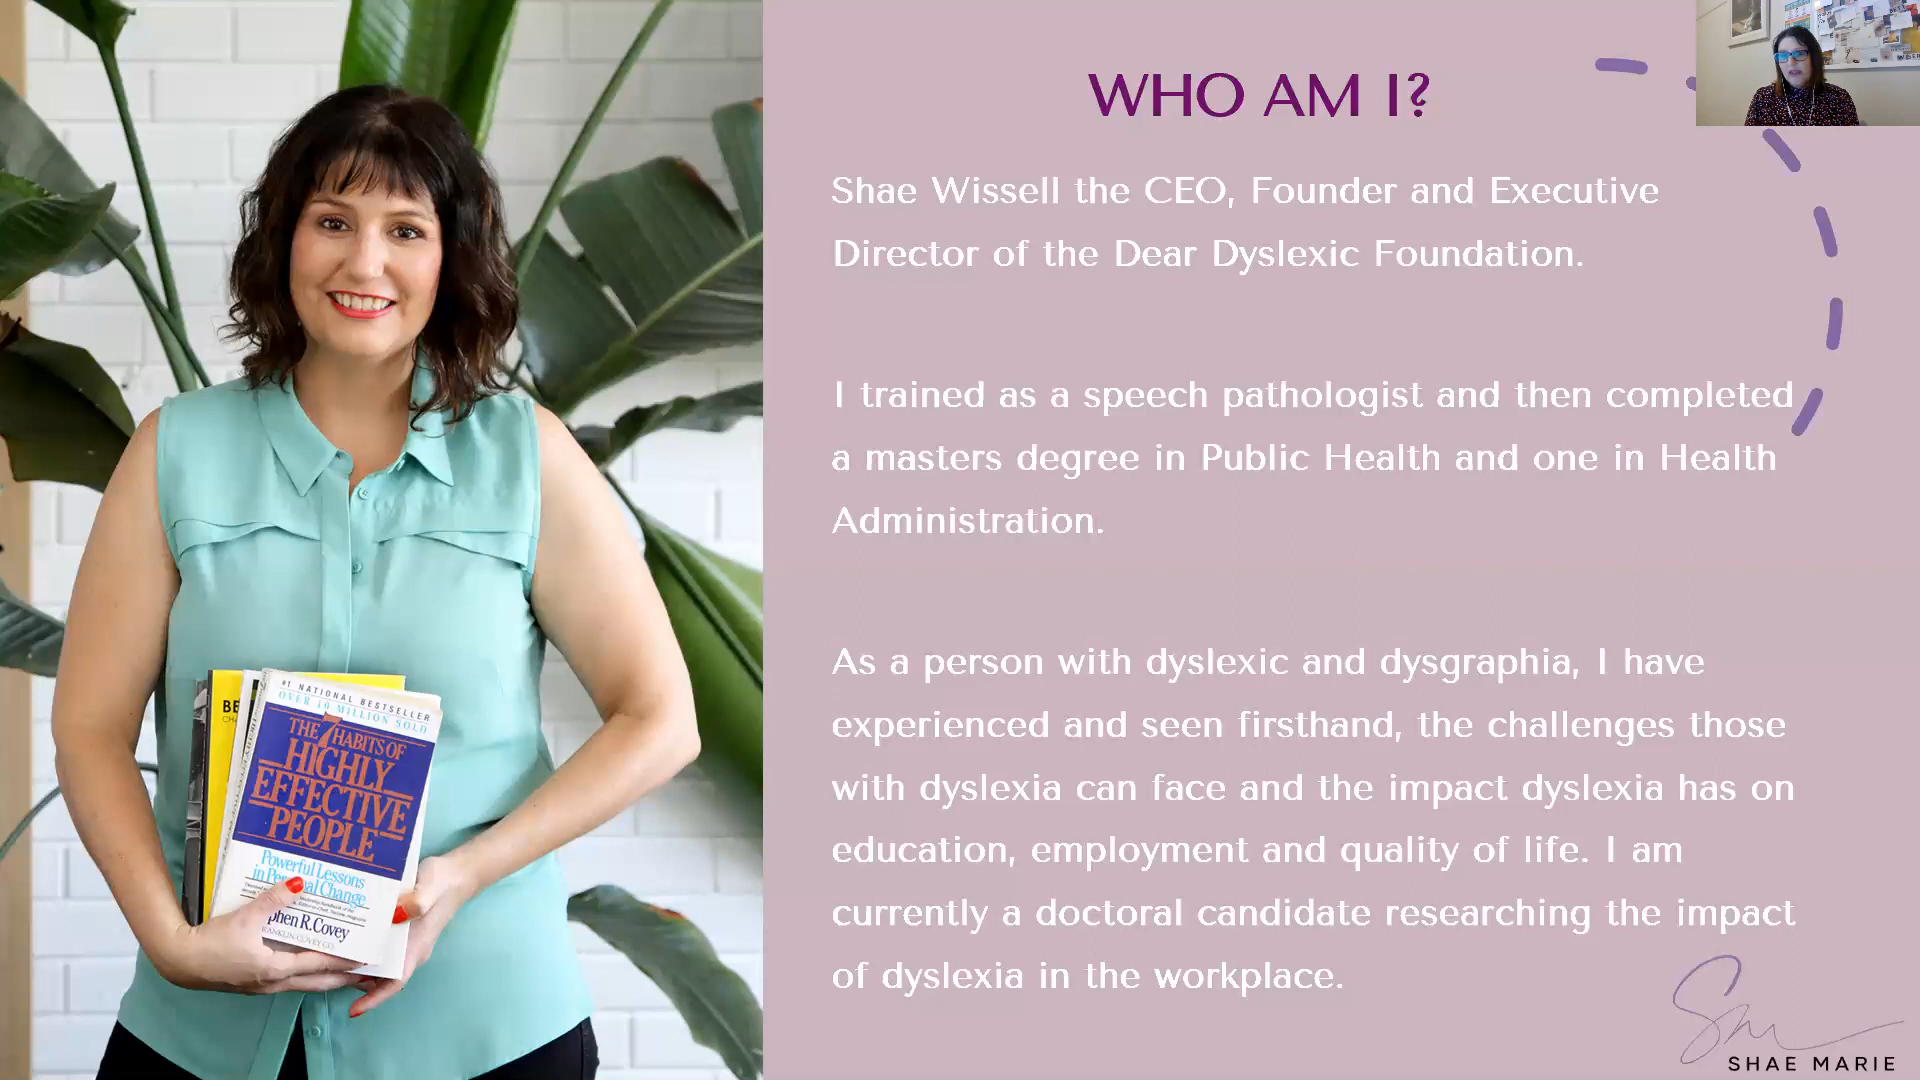 WHO AM I?
Shae Wissell the CEO, Founder and Executive
Director of the Dear Dyslexic Foundation.
I trained as a speech pathologist and then completed
a masters degree in Public Health and one in Health
Administration.
As a person with dyslexic and dysgraphia, I have
experienced and seen firsthand, the challenges those
with dyslexia can face and the impact dyslexia has on
education, employment and quality of life. I am
currently a doctoral candidate researching the impact
of dyslexia in the workplace.
SHAE MARIE
BE
#1 NATIONAL BESTSELLER
OVER 10 MILLION SOLD
THE 7 HABITS OF
HIGHLY
EFFECTIVE
PEOPLE
Powerful Lessons
in Personal Change
phen R. Covey